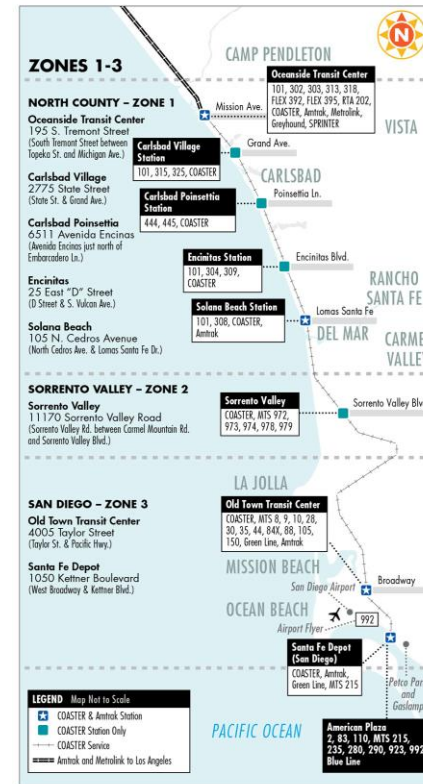 N
ZONES 1-3
CAMP PENDLETON
Oceanside Transit Center
101, 302, 303, 313, 318,
FLEX 392, FLEX 395, RTA 202,
COASTER, Amtrak, Metrolink,
Greyhound, SPRINTER
NORTH COUNTY – ZONE 1
Oceanside Transit Center
195 S. Tremont Street
(South Tremont Street between
Topeka St. and Michigan Ave.)
Mission Ave.
VISTA
Carlsbad Village
Station
101, 315, 325, COASTER
Grand Ave.
Carlsbad Village
2775 State Street
(State St. & Grand Ave.)
CARLSBAD
Poinsettia Ln.
Carlsbad Poinsettia
Station
444, 445, COASTER
Carlsbad Poinsettia
6511 Avenida Encinas
(Avenida Encinas just north of
Embarcadero Ln.)
Encinitas Station
101, 304, 309,
COASTER
Encinitas Blvd.
Encinitas
25 East "D" Street
(D Street & S. Vulcan Ave.)
RANCHO
SANTA FE
Solana Beach Station
101, 308, COASTER,
Amtrak
Lomas Santa Fe
DEL MAR
CARME
VALLEY
Solana Beach
105 N. Cedros Avenue
(North Cedros Ave. & Lomas Santa Fe Dr.)
SORRENTO VALLEY – ZONE 2
Sorrento Valley
11170 Sorrento Valley Road
(Sorrento Valley Rd. between Carmel Mountain Rd.
and Sorrento Valley Blvd.)
Sorrento Valley
COASTER, MTS 972,
973, 974, 978, 979
Sorrento Valley Blv
LA JOLLA
SAN DIEGO – ZONE 3
Old Town Transit Center
4005 Taylor Street
(Taylor St. & Pacific Hwy.)
Old Town Transit Center
COASTER, MTS 8, 9, 10, 28,
30, 35, 44, 84X, 88, 105,
150, Green Line, Amtrak
Santa Fe Depot
1050 Kettner Boulevard
(West Broadway & Kettner Blvd.)
MISSION BEACH
San Diego Airport
Broadway
OCEAN BEACH
Airport Flyer
992
Santa Fe Depot
(San Diego)
COASTER, Amtrak,
Green Line, MTS 215
Petco Par
and
Gaslamp
LEGEND Map Not to Scale
COASTER & Amtrak Station
COASTER Station Only
COASTER Service
Amtrak and Metrolink to Los Angeles
PACIFIC OCEAN
American Plaza
2, 83, 110, MTS 215,
235, 280, 290, 923, 992
Blue Line